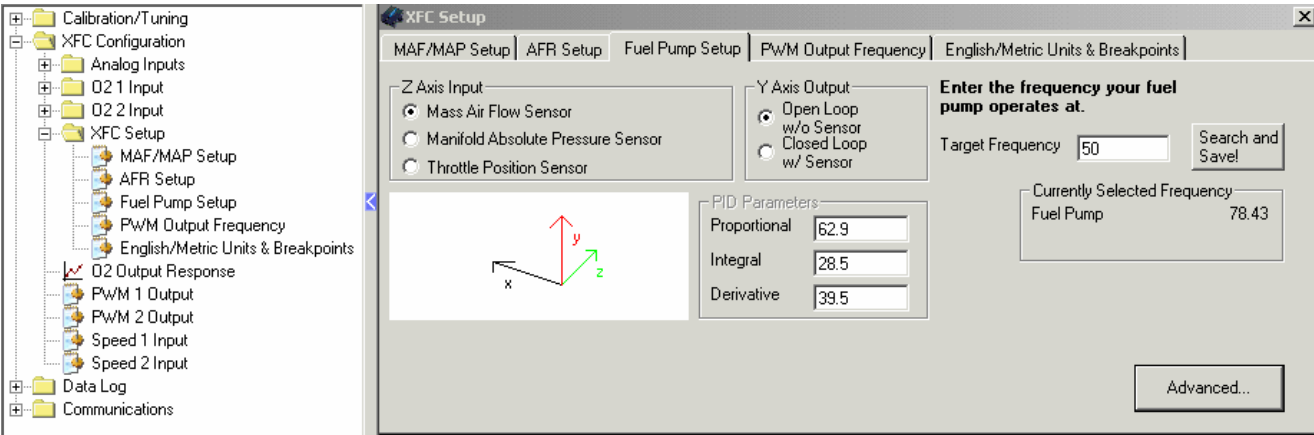 Calibration/Tuning
XFC Configuration
Analog Inputs
O2 1 Input
O2 2 Input
XFC Setup
MAF/MAP Setup
AFR Setup
Fuel Pump Setup
PWM Output Frequency
English/Metric Units & Breakpoints
O2 Output Response
PWM 1 Output
PWM 2 Output
Speed 1 Input
Speed 2 Input
Data Log
Communications
XFC Setup
MAF/MAP Setup AFR Setup Fuel Pump Setup PWM Output Frequency English/Metric Units & Breakpoints
Z Axis Input
Mass Air Flow Sensor
Manifold Absolute Pressure Sensor
Throttle Position Sensor
Y Axis Output
Open Loop
w/o Sensor
Closed Loop
w/ Sensor
Enter the frequency your fuel
pump operates at.
Target Frequency 50
Search and
Save!
Currently Selected Frequency
Fuel Pump 78.43
y
z
x
PID Parameters
Proportional 62.9
Integral 28.5
Derivative 39.5
Advanced...